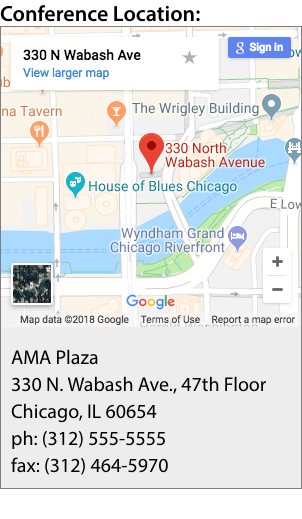 Conference Location:
330 N Wabash Ave
View larger map
Sign in
na Tavern
The Wrigley Building
330 North
Wabash Avenue
House of Blues Chicago
E Low
Wyndham Grand
Chicago Riverfront
+
−
Google
Map data ©2018 Google Terms of Use Report a map error
AMA Plaza
330 N. Wabash Ave., 47th Floor
Chicago, IL 60654
ph: (312) 555-5555
fax: (312) 464-5970